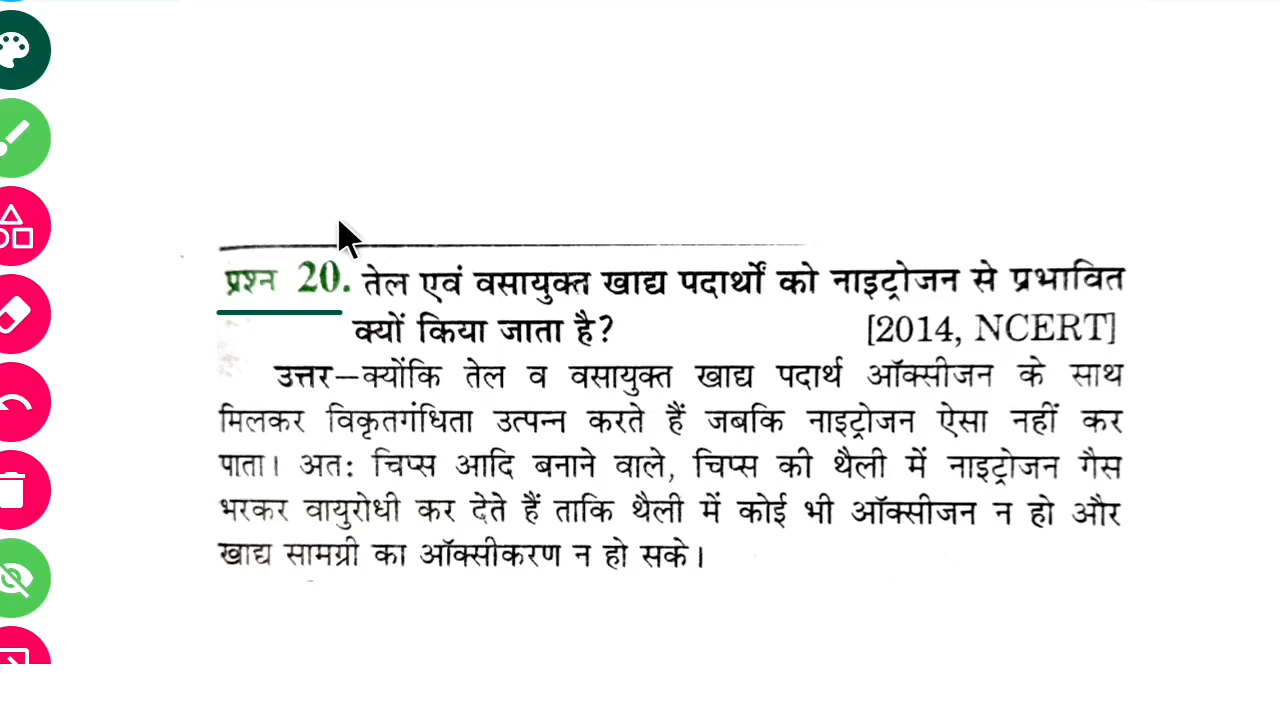 प्रश्न 20. तेल एवं वसायुक्त खाद्य पदार्थों को नाइट्रोजन से प्रभावित
क्यों किया जाता है? [2014, NCERT]
उत्तर–क्योंकि तेल व वसायुक्त खाद्य पदार्थ ऑक्सीजन के साथ
मिलकर विकृतगंधिता उत्पन्न करते हैं जबकि नाइट्रोजन ऐसा नहीं कर
पाता। अतः चिप्स आदि बनाने वाले, चिप्स की थैली में नाइट्रोजन गैस
भरकर वायुरोधी कर देते हैं ताकि थैली में कोई भी ऑक्सीजन न हो और
खाद्य सामग्री का ऑक्सीकरण न हो सके।